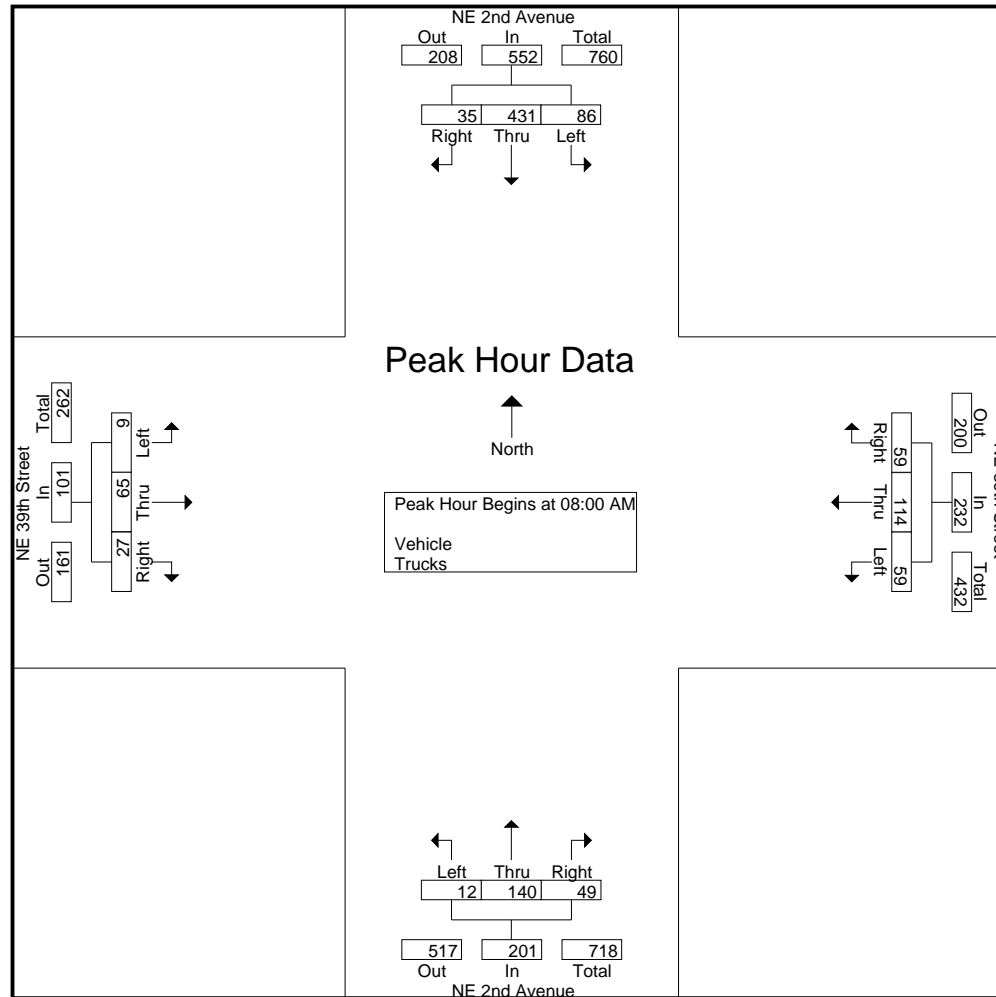 NE 2nd Avenue
Out In Total
208 552 760
35 431 86
Right Thru Left
Peak Hour Data
North
Peak Hour Begins at 08:00 AM
Vehicle
Trucks
NE 39th Street
Out In Total
161 101 262
Right Thru Left
27 65 9
Right Thru Left
59 114 59
Out In Total
200 232 432
Left Thru Right
12 140 49
517 201 718
Out In Total
NE 2nd Avenue